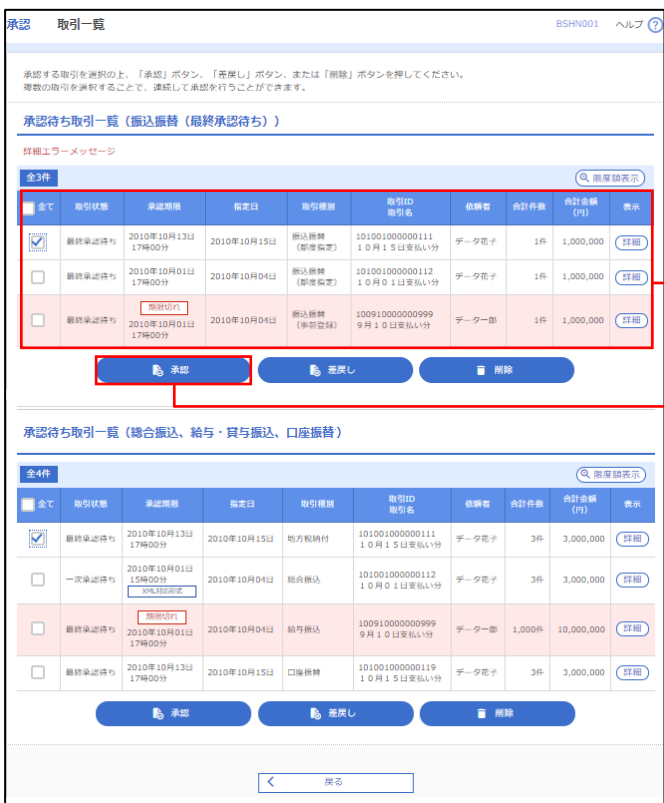 承認 取引一覧 BSHN001 ヘルプ ?
承認する取引を選択の上、「承認」ボタン、「差戻し」ボタン、または「削除」ボタンを押してください。
複数の取引を選択することで、連続して承認を行うことができます。
承認待ち取引一覧（振込振替（最終承認待ち））
詳細エラーメッセージ
全3件 限度額表示
全て 取引状態 承認期限 指定日 取引種別 取引ID 取引名 依頼者 合計件数 合計金額（円） 表示
最終承認待ち 2010年10月13日 17時00分 2010年10月15日 振込振替（都度指定） 101001000000111 10月15日支払い分 データ花子 1件 1,000,000 詳細
最終承認待ち 2010年10月01日 17時00分 2010年10月04日 振込振替（都度指定） 101001000000112 10月01日支払い分 データ花子 1件 1,000,000 詳細
最終承認待ち 期限切れ 2010年10月01日 17時00分 2010年10月04日 振込振替（事前登録） 100910000000999 9月10日支払い分 データ一郎 1件 1,000,000 詳細
承認 差戻し 削除
承認待ち取引一覧（総合振込、給与・賞与振込、口座振替）
全4件 限度額表示
全て 取引状態 承認期限 指定日 取引種別 取引ID 取引名 依頼者 合計件数 合計金額（円） 表示
最終承認待ち 2010年10月13日 17時00分 2010年10月15日 地方税納付 101001000000111 10月15日支払い分 データ花子 3件 3,000,000 詳細
一次承認待ち 2010年10月01日 15時00分 XML対応形式 2010年10月04日 総合振込 101001000000112 10月01日支払い分 データ花子 3件 3,000,000 詳細
最終承認待ち 期限切れ 2010年10月01日 17時00分 2010年10月04日 給与振込 100910000000999 9月10日支払い分 データ一郎 1,000件 10,000,000 詳細
最終承認待ち 2010年10月13日 17時00分 2010年10月15日 口座振替 101001000000119 10月15日支払い分 データ花子 3件 3,000,000 詳細
承認 差戻し 削除
戻る